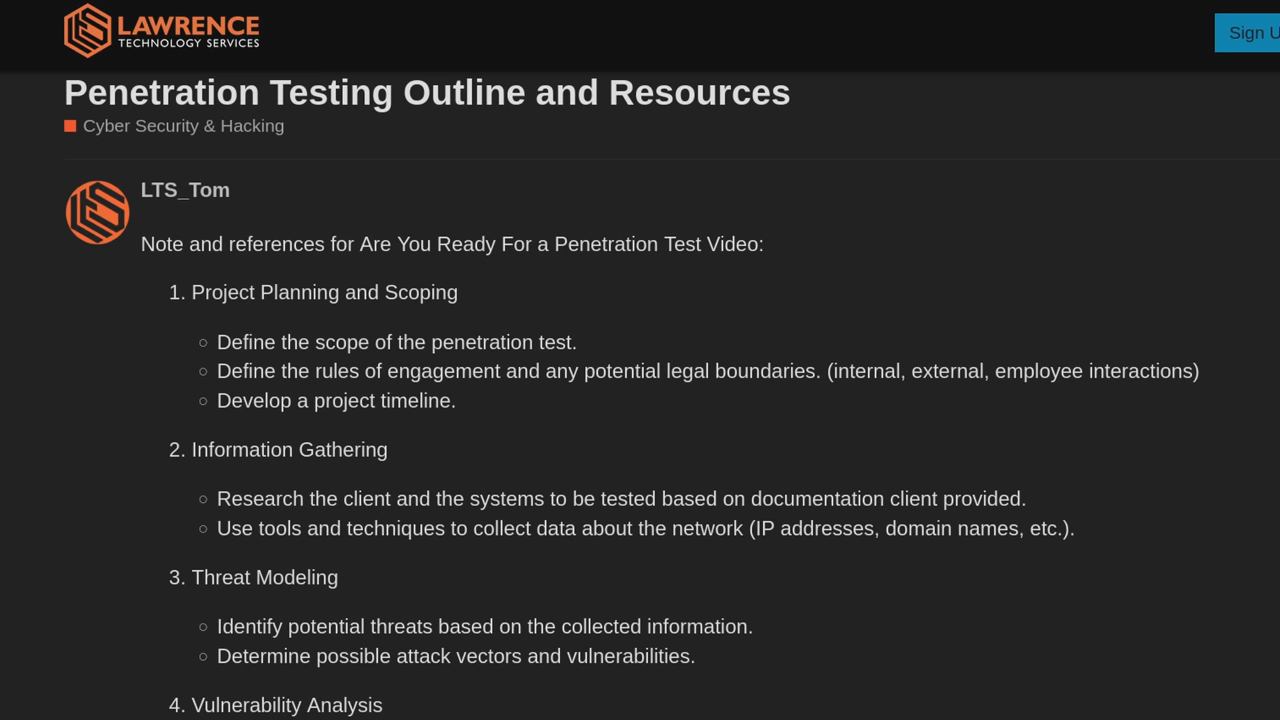 LAWRENCE
TECHNOLOGY SERVICES
Sign U
Penetration Testing Outline and Resources
Cyber Security & Hacking
LTS_Tom
Note and references for Are You Ready For a Penetration Test Video:
1. Project Planning and Scoping
○ Define the scope of the penetration test.
○ Define the rules of engagement and any potential legal boundaries. (internal, external, employee interactions)
○ Develop a project timeline.
2. Information Gathering
○ Research the client and the systems to be tested based on documentation client provided.
○ Use tools and techniques to collect data about the network (IP addresses, domain names, etc.).
3. Threat Modeling
○ Identify potential threats based on the collected information.
○ Determine possible attack vectors and vulnerabilities.
4. Vulnerability Analysis